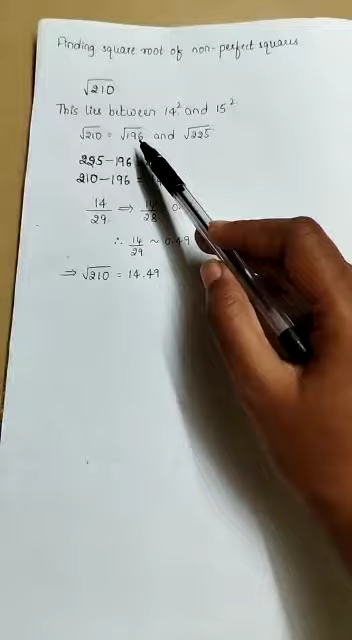 Finding square root of non-perfect squares
√210
This lies between 14² and 15².
√210 = √196 and √225
225-196 =
210-196 =
14/29 ⇒ 14/28 0.
∴ 14/29 ~ 0.49
⇒ √210 = 14.49